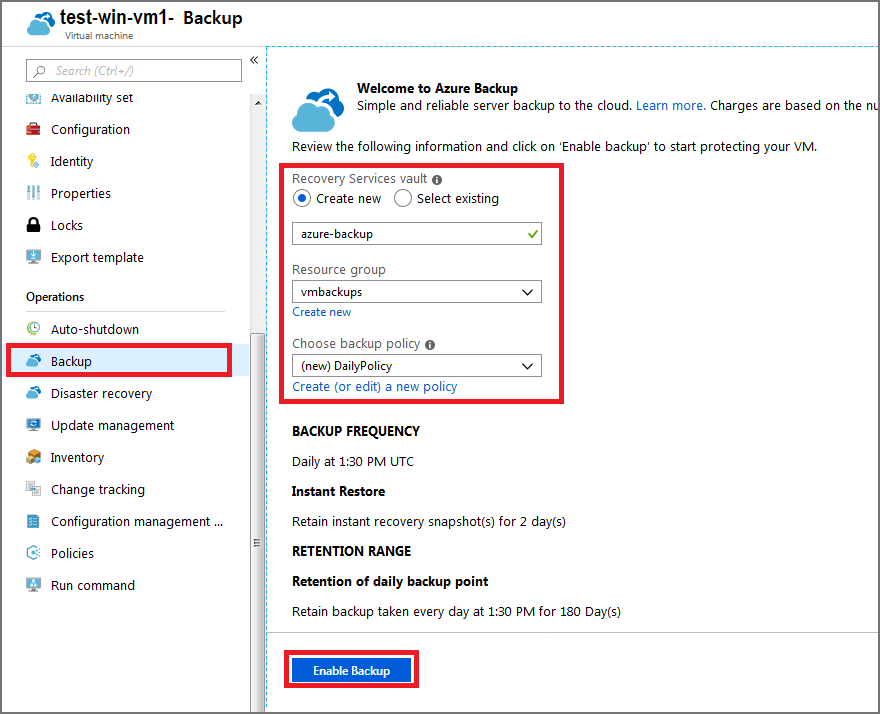 test-win-vm1- Backup
Virtual machine
Search (Ctrl+/)
«
Availability set
Configuration
Identity
Properties
Locks
Export template
Operations
Auto-shutdown
Backup
Disaster recovery
Update management
Inventory
Change tracking
Configuration management ...
Policies
Run command
Welcome to Azure Backup
Simple and reliable server backup to the cloud. Learn more. Charges are based on the nu
Review the following information and click on 'Enable backup' to start protecting your VM.
Recovery Services vault
Create new Select existing
azure-backup
Resource group
vmbackups
Create new
Choose backup policy
(new) DailyPolicy
Create (or edit) a new policy
BACKUP FREQUENCY
Daily at 1:30 PM UTC
Instant Restore
Retain instant recovery snapshot(s) for 2 day(s)
RETENTION RANGE
Retention of daily backup point
Retain backup taken every day at 1:30 PM for 180 Day(s)
Enable Backup